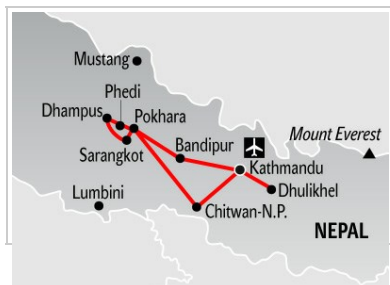 Mustang
Phedi
Dhampus
Pokhara
Mount Everest
Bandipur
Sarangkot
Kathmandu
Dhulikhel
Lumbini
Chitwan-N.P.
NEPAL